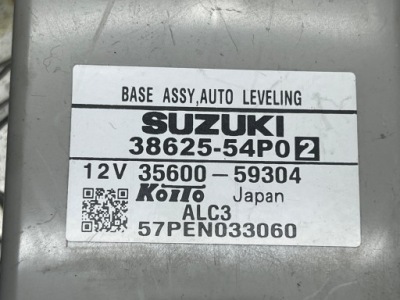 BASE ASSY,AUTO LEVELING
SUZUKI
38625-54P0 2
12V 35600-59304
KoITO Japan
ALC3
57PEN033060